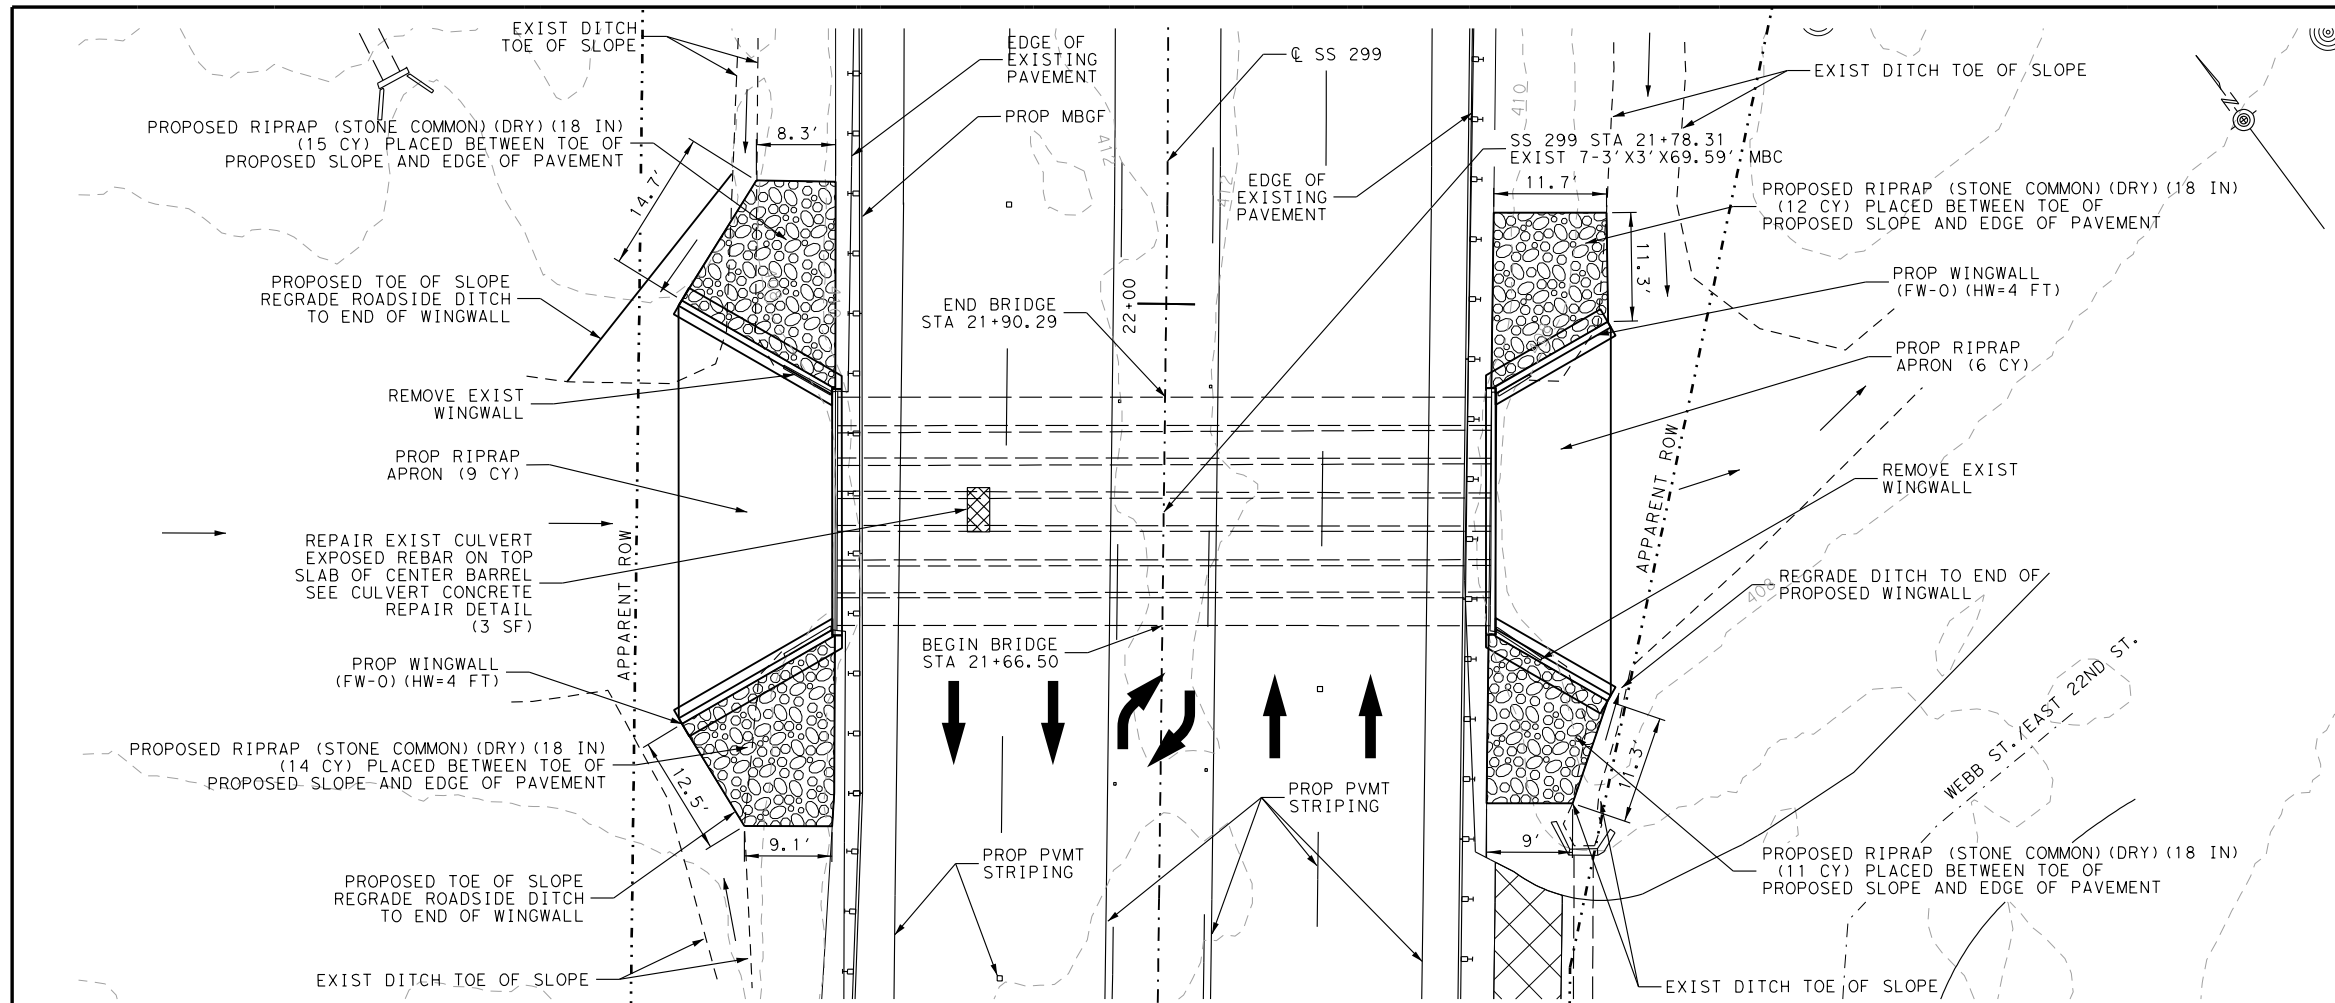 EXIST DITCH
TOE OF SLOPE
EDGE OF
EXISTING
PAVEMENT
℄ SS 299
EXIST DITCH TOE OF SLOPE
N
410
412
412
PROP MBGF
PROPOSED RIPRAP (STONE COMMON)(DRY)(18 IN)
(15 CY) PLACED BETWEEN TOE OF
PROPOSED SLOPE AND EDGE OF PAVEMENT
8.3'
14.7'
SS 299 STA 21+78.31
EXIST 7-3'X3'X69.59' MBC
EDGE OF
EXISTING
PAVEMENT
11.7'
PROPOSED RIPRAP (STONE COMMON)(DRY)(18 IN)
(12 CY) PLACED BETWEEN TOE OF
PROPOSED SLOPE AND EDGE OF PAVEMENT
11.3'
PROPOSED TOE OF SLOPE
REGRADE ROADSIDE DITCH
TO END OF WINGWALL
END BRIDGE
STA 21+90.29
22+00
PROP WINGWALL
(FW-O)(HW=4 FT)
PROP RIPRAP
APRON (6 CY)
REMOVE EXIST
WINGWALL
PROP RIPRAP
APRON (9 CY)
APPARENT ROW
REMOVE EXIST
WINGWALL
REPAIR EXIST CULVERT
EXPOSED REBAR ON TOP
SLAB OF CENTER BARREL
SEE CULVERT CONCRETE
REPAIR DETAIL
(3 SF)
APPARENT ROW
REGRADE DITCH TO END OF
PROPOSED WINGWALL
408
BEGIN BRIDGE
STA 21+66.50
PROP WINGWALL
(FW-O)(HW=4 FT)
WEBB ST./EAST 22ND ST.
PROPOSED RIPRAP (STONE COMMON)(DRY)(18 IN)
(14 CY) PLACED BETWEEN TOE OF
PROPOSED SLOPE AND EDGE OF PAVEMENT
12.5'
11.3'
PROP PVMT
STRIPING
9.1'
9'
PROP PVMT
STRIPING
PROPOSED RIPRAP (STONE COMMON)(DRY)(18 IN)
(11 CY) PLACED BETWEEN TOE OF
PROPOSED SLOPE AND EDGE OF PAVEMENT
PROPOSED TOE OF SLOPE
REGRADE ROADSIDE DITCH
TO END OF WINGWALL
EXIST DITCH TOE OF SLOPE
EXIST DITCH TOE OF SLOPE